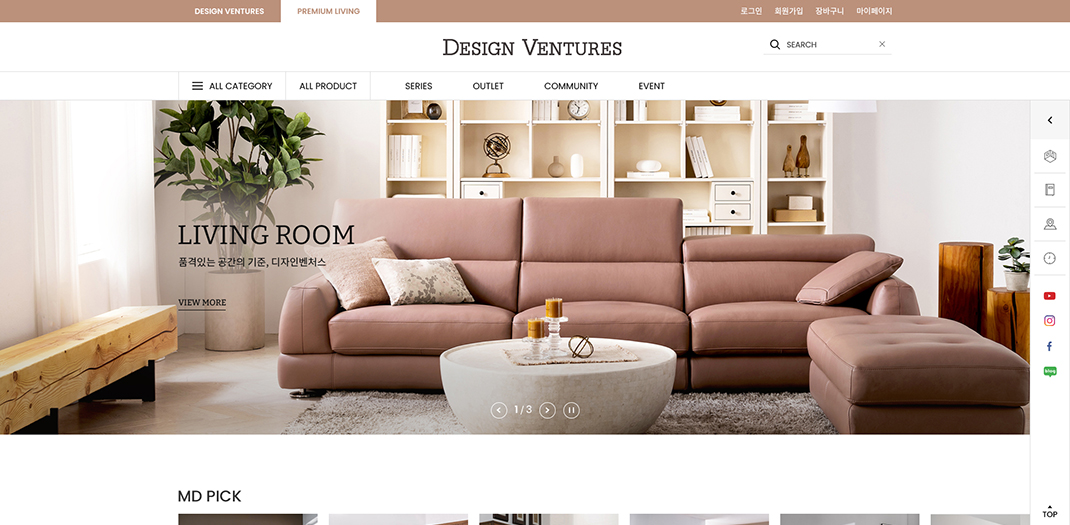 DESIGN VENTURES
PREMIUM LIVING
로그인 회원가입 장바구니 마이페이지
DESIGN VENTURES
SEARCH
ALL CATEGORY
ALL PRODUCT
SERIES
OUTLET
COMMUNITY
EVENT
LIVING ROOM
품격있는 공간의 기준, 디자인벤처스
VIEW MORE
1 / 3
blog
MD PICK
TOP